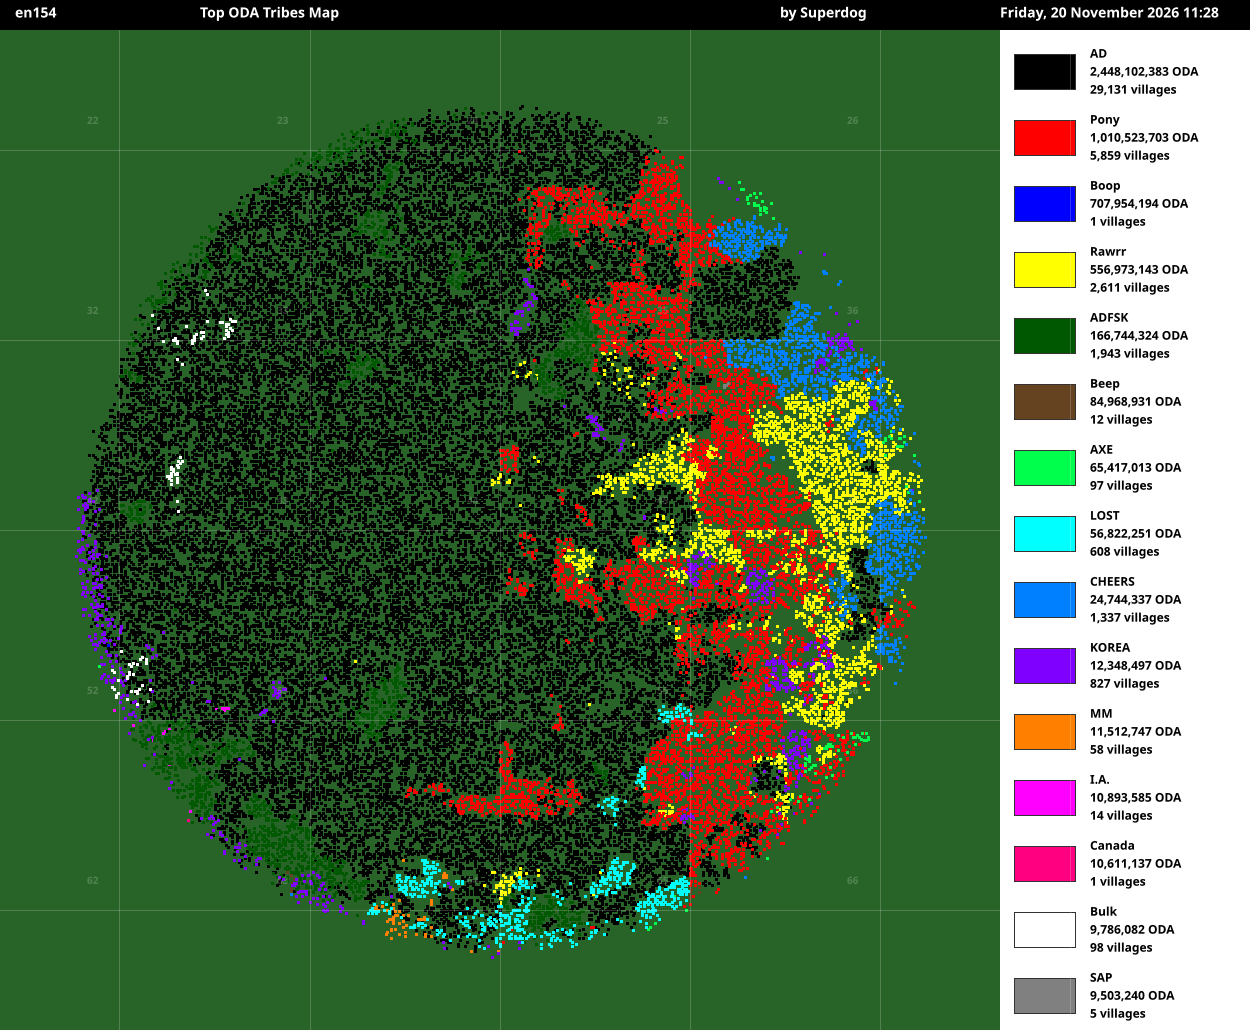 en154 Top ODA Tribes Map by Superdog Friday, 20 November 2026 11:28
22 23 25 26
32 35 36
52
62 66
AD
2,448,102,383 ODA
29,131 villages
Pony
1,010,523,703 ODA
5,859 villages
Boop
707,954,194 ODA
1 villages
Rawrr
556,973,143 ODA
2,611 villages
ADFSK
166,744,324 ODA
1,943 villages
Beep
84,968,931 ODA
12 villages
AXE
65,417,013 ODA
97 villages
LOST
56,822,251 ODA
608 villages
CHEERS
24,744,337 ODA
1,337 villages
KOREA
12,348,497 ODA
827 villages
MM
11,512,747 ODA
58 villages
I.A.
10,893,585 ODA
14 villages
Canada
10,611,137 ODA
1 villages
Bulk
9,786,082 ODA
98 villages
SAP
9,503,240 ODA
5 villages